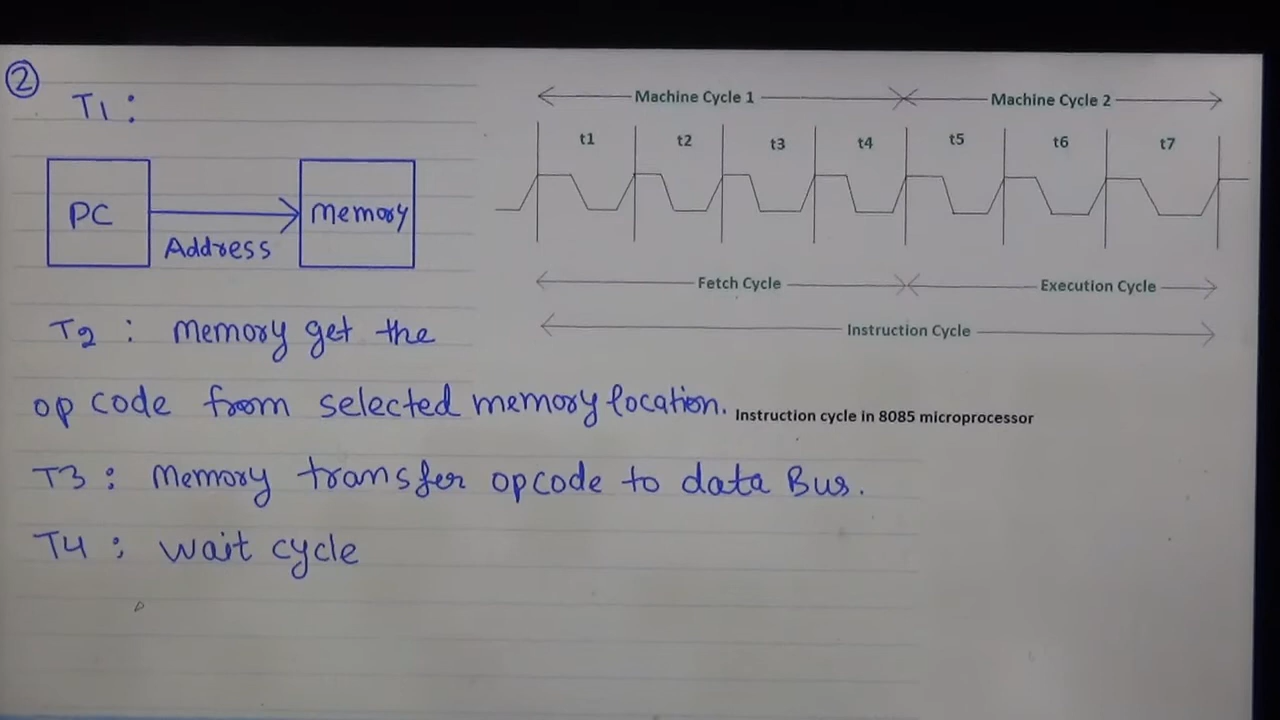 2
T1 :
PC
Address
Memory
T2 : Memory get the
op code from selected memory location.
T3 : Memory transfer opcode to data Bus.
T4 : Wait cycle
Machine Cycle 1
Machine Cycle 2
t1 t2 t3 t4 t5 t6 t7
Fetch Cycle
Execution Cycle
Instruction Cycle
Instruction cycle in 8085 microprocessor